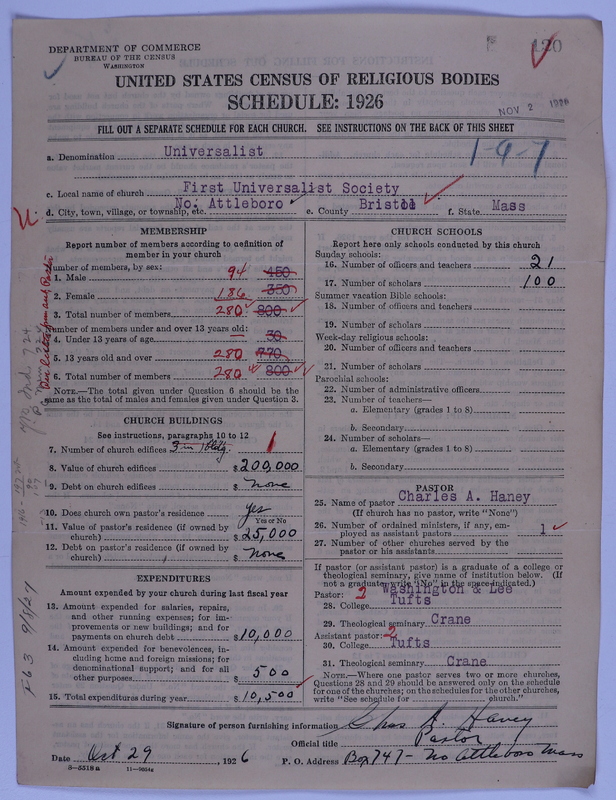 DEPARTMENT OF COMMERCE
BUREAU OF THE CENSUS
WASHINGTON
120
UNITED STATES CENSUS OF RELIGIOUS BODIES
SCHEDULE: 1926
NOV 2 1926
FILL OUT A SEPARATE SCHEDULE FOR EACH CHURCH. SEE INSTRUCTIONS ON THE BACK OF THIS SHEET
a. Denomination Universalist
1-9-7
c. Local name of church First Universalist Society
d. City, town, village, or township, etc. No. Attleboro e. County Bristol f. State Mass
MEMBERSHIP
Report number of members according to definition of
member in your church
Number of members, by sex:
1. Male 94 450
2. Female 186 350
3. Total number of members 280 800
Number of members under and over 13 years old:
4. Under 13 years of age — 30
5. 13 years old and over 280 770
6. Total number of members 280 800
NOTE.—The total given under Question 6 should be the
same as the total of males and females given under Question 3.
CHURCH BUILDINGS
See instructions, paragraphs 10 to 12
7. Number of church edifices 3 in 1 bldg. 1
8. Value of church edifices $ 200,000
9. Debt on church edifices $ none
10. Does church own pastor's residence yes
Yes or No
11. Value of pastor's residence (if owned by
church) $ 25,000
12. Debt on pastor's residence (if owned by
church) $ none
EXPENDITURES
Amount expended by your church during last fiscal year
13. Amount expended for salaries, repairs,
and other running expenses; for im-
provements or new buildings; and for
payments on church debt $ 10,000
14. Amount expended for benevolences, in-
cluding home and foreign missions; for
denominational support; and for all
other purposes $ 500
15. Total expenditures during year $ 10,500
CHURCH SCHOOLS
Report here only schools conducted by this church
Sunday schools:
16. Number of officers and teachers 21
17. Number of scholars 100
Summer vacation Bible schools:
18. Number of officers and teachers
19. Number of scholars
Week-day religious schools:
20. Number of officers and teachers
21. Number of scholars
Parochial schools:
22. Number of administrative officers
23. Number of teachers—
a. Elementary (grades 1 to 8)
b. Secondary
24. Number of scholars—
a. Elementary (grades 1 to 8)
b. Secondary
PASTOR
25. Name of pastor Charles A. Haney
(If church has no pastor, write "None")
26. Number of ordained ministers, if any, em-
ployed as assistant pastors 1
27. Number of other churches served by the
pastor or his assistants
If pastor (or assistant pastor) is a graduate of a college or
theological seminary, give name of institution below. (If
not a graduate, write "No" in the space indicated.)
Pastor: 2 Washington & Lee
28. College Tufts
29. Theological seminary Crane
Assistant pastor: 2
30. College Tufts
31. Theological seminary Crane
NOTE.—Where one pastor serves two or more churches,
Questions 28 and 29 should be answered only on the schedule
for one of the churches; on the schedules for the other churches,
write "See schedule for church."
Signature of person furnishing information Chas A. Haney
Official title Pastor
Date Oct 29, 1926 P. O. Address Box 747 - No Attleboro Mass
8-5518a 11-9054a